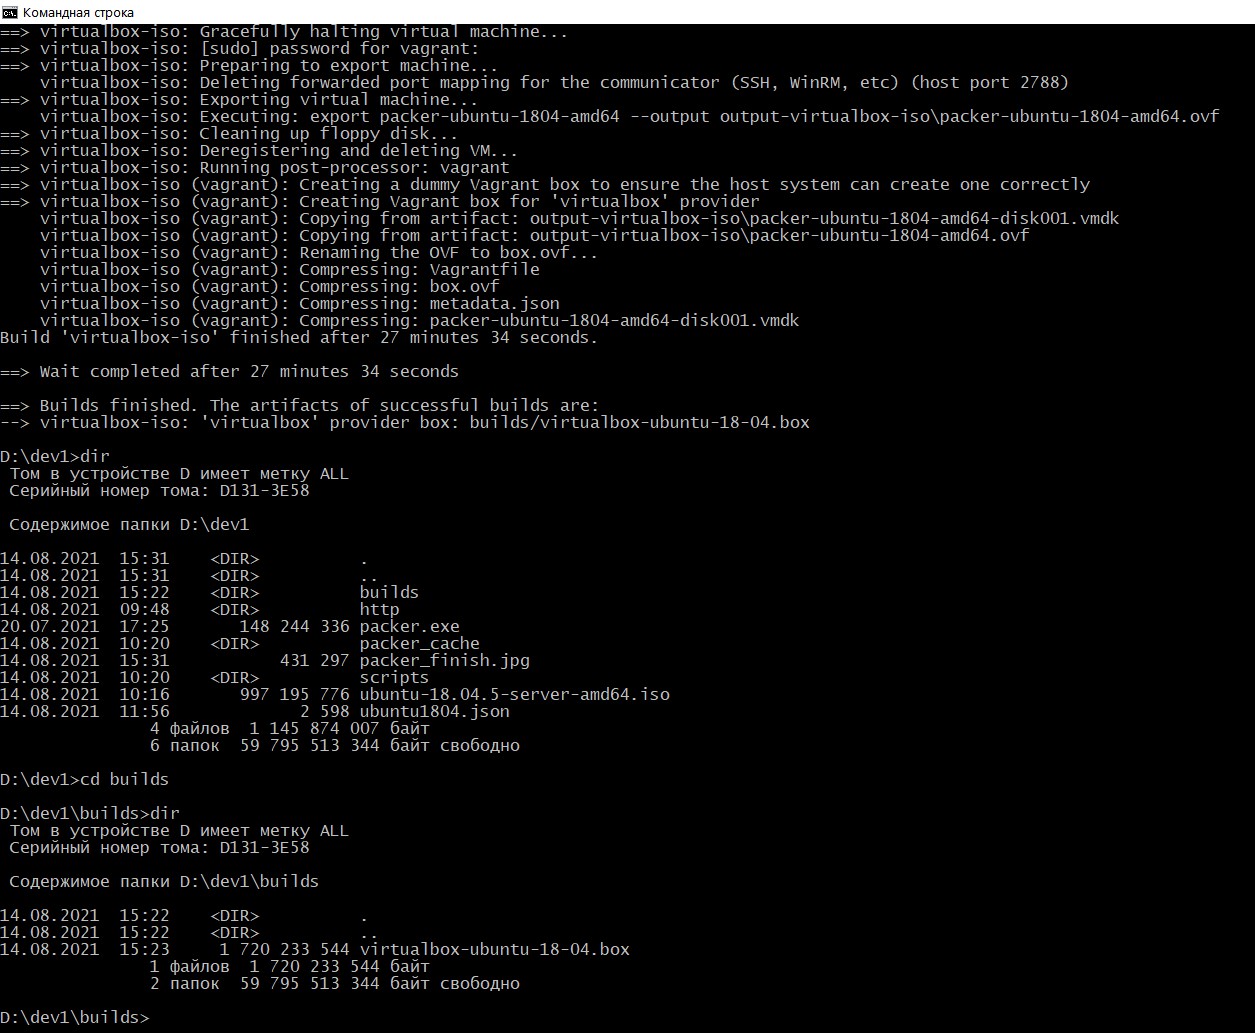 Командная строка
==> virtualbox-iso: Gracefully halting virtual machine...
==> virtualbox-iso: [sudo] password for vagrant:
==> virtualbox-iso: Preparing to export machine...
    virtualbox-iso: Deleting forwarded port mapping for the communicator (SSH, WinRM, etc) (host port 2788)
==> virtualbox-iso: Exporting virtual machine...
    virtualbox-iso: Executing: export packer-ubuntu-1804-amd64 --output output-virtualbox-iso\packer-ubuntu-1804-amd64.ovf
==> virtualbox-iso: Cleaning up floppy disk...
==> virtualbox-iso: Deregistering and deleting VM...
==> virtualbox-iso: Running post-processor: vagrant
==> virtualbox-iso (vagrant): Creating a dummy Vagrant box to ensure the host system can create one correctly
==> virtualbox-iso (vagrant): Creating Vagrant box for 'virtualbox' provider
    virtualbox-iso (vagrant): Copying from artifact: output-virtualbox-iso\packer-ubuntu-1804-amd64-disk001.vmdk
    virtualbox-iso (vagrant): Copying from artifact: output-virtualbox-iso\packer-ubuntu-1804-amd64.ovf
    virtualbox-iso (vagrant): Renaming the OVF to box.ovf...
    virtualbox-iso (vagrant): Compressing: Vagrantfile
    virtualbox-iso (vagrant): Compressing: box.ovf
    virtualbox-iso (vagrant): Compressing: metadata.json
    virtualbox-iso (vagrant): Compressing: packer-ubuntu-1804-amd64-disk001.vmdk
Build 'virtualbox-iso' finished after 27 minutes 34 seconds.

==> Wait completed after 27 minutes 34 seconds

==> Builds finished. The artifacts of successful builds are:
--> virtualbox-iso: 'virtualbox' provider box: builds/virtualbox-ubuntu-18-04.box

D:\dev1>dir
 Том в устройстве D имеет метку ALL
 Серийный номер тома: D131-3E58

 Содержимое папки D:\dev1

14.08.2021  15:31    <DIR>          .
14.08.2021  15:31    <DIR>          ..
14.08.2021  15:22    <DIR>          builds
14.08.2021  09:48    <DIR>          http
20.07.2021  17:25       148 244 336 packer.exe
14.08.2021  10:20    <DIR>          packer_cache
14.08.2021  15:31           431 297 packer_finish.jpg
14.08.2021  10:20    <DIR>          scripts
14.08.2021  10:16       997 195 776 ubuntu-18.04.5-server-amd64.iso
14.08.2021  11:56             2 598 ubuntu1804.json
               4 файлов  1 145 874 007 байт
               6 папок  59 795 513 344 байт свободно

D:\dev1>cd builds

D:\dev1\builds>dir
 Том в устройстве D имеет метку ALL
 Серийный номер тома: D131-3E58

 Содержимое папки D:\dev1\builds

14.08.2021  15:22    <DIR>          .
14.08.2021  15:22    <DIR>          ..
14.08.2021  15:23     1 720 233 544 virtualbox-ubuntu-18-04.box
               1 файлов  1 720 233 544 байт
               2 папок  59 795 513 344 байт свободно

D:\dev1\builds>